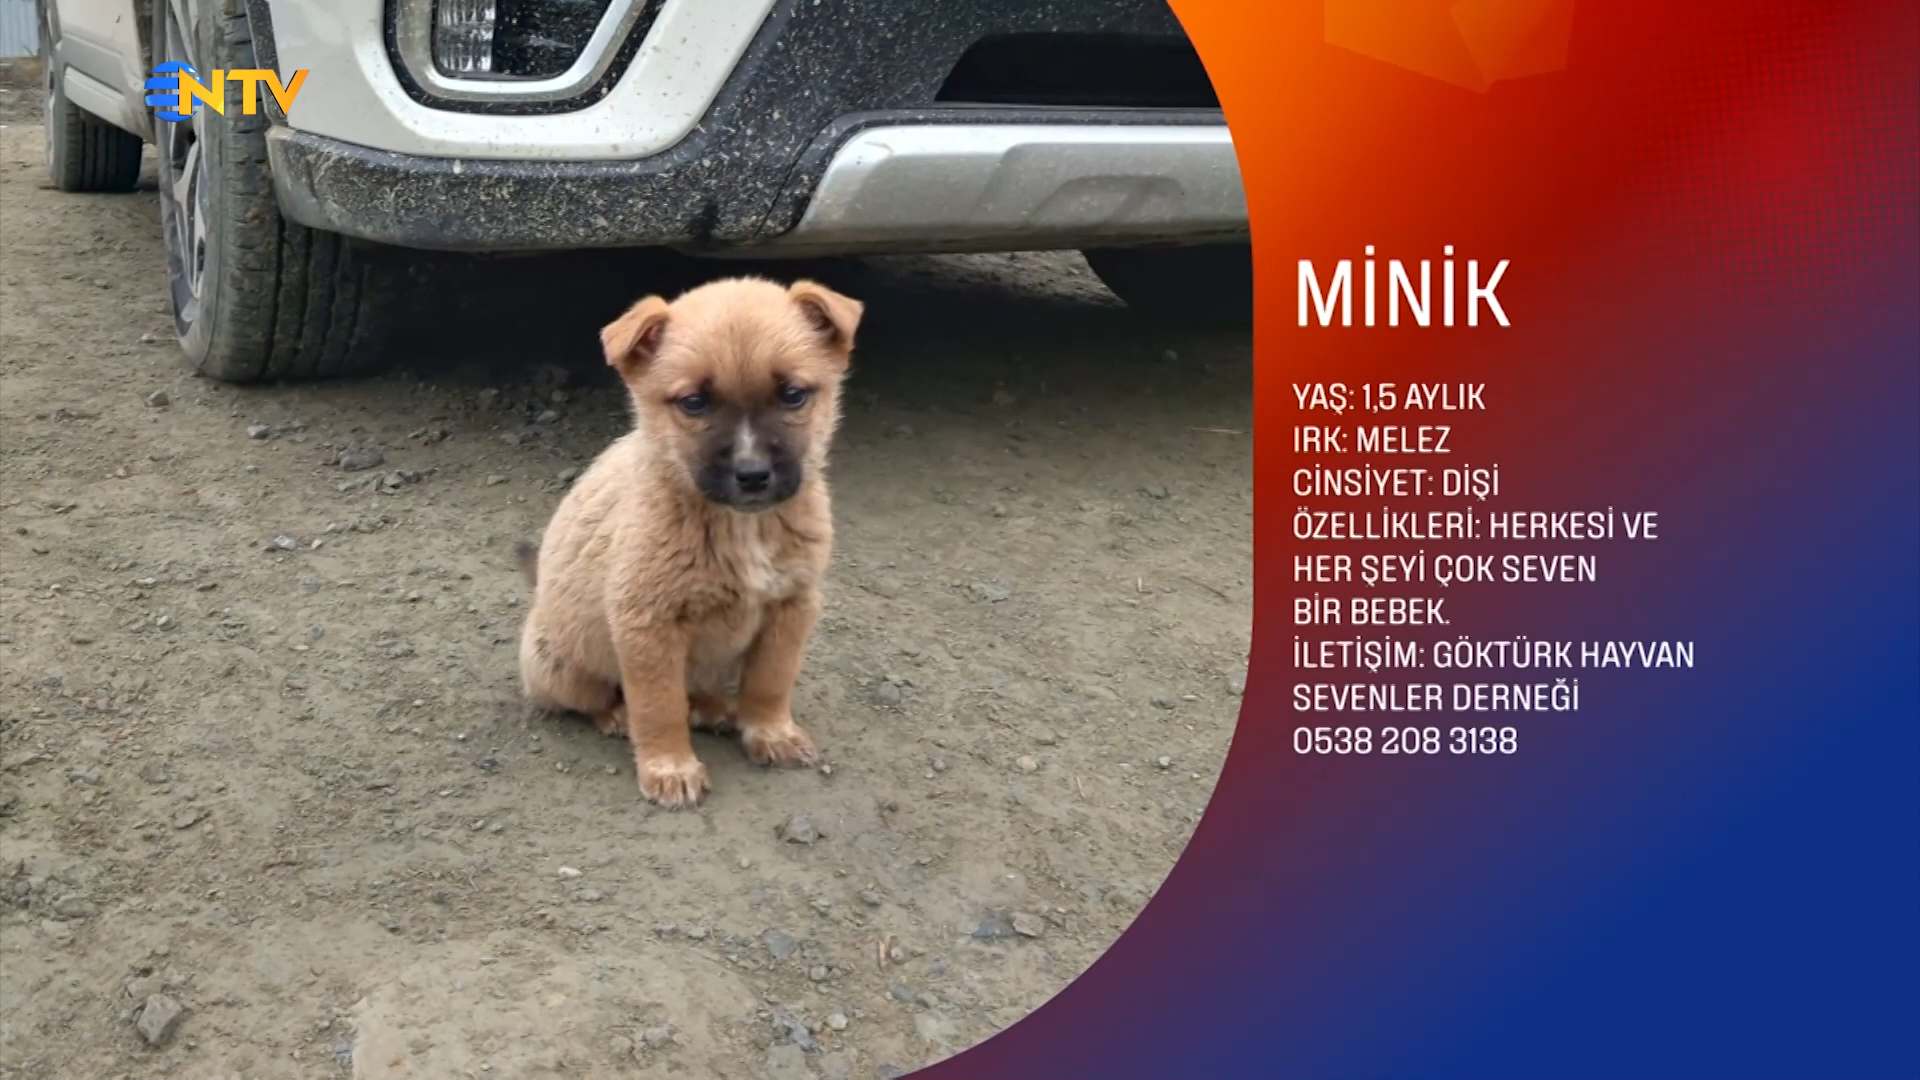 NTV
MİNİK
YAŞ: 1,5 AYLIK
IRK: MELEZ
CİNSİYET: DİŞİ
ÖZELLİKLERİ: HERKESİ VE
HER ŞEYİ ÇOK SEVEN
BİR BEBEK.
İLETİŞİM: GÖKTÜRK HAYVAN
SEVENLER DERNEĞİ
0538 208 3138